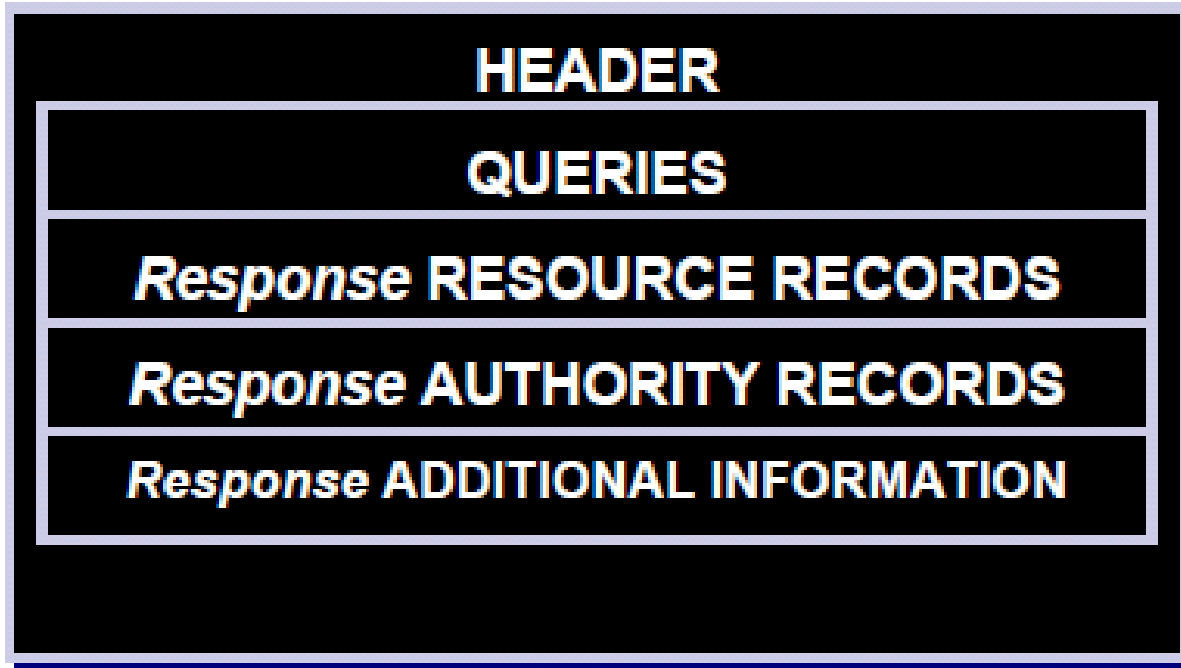 HEADER
QUERIES
Response RESOURCE RECORDS
Response AUTHORITY RECORDS
Response ADDITIONAL INFORMATION